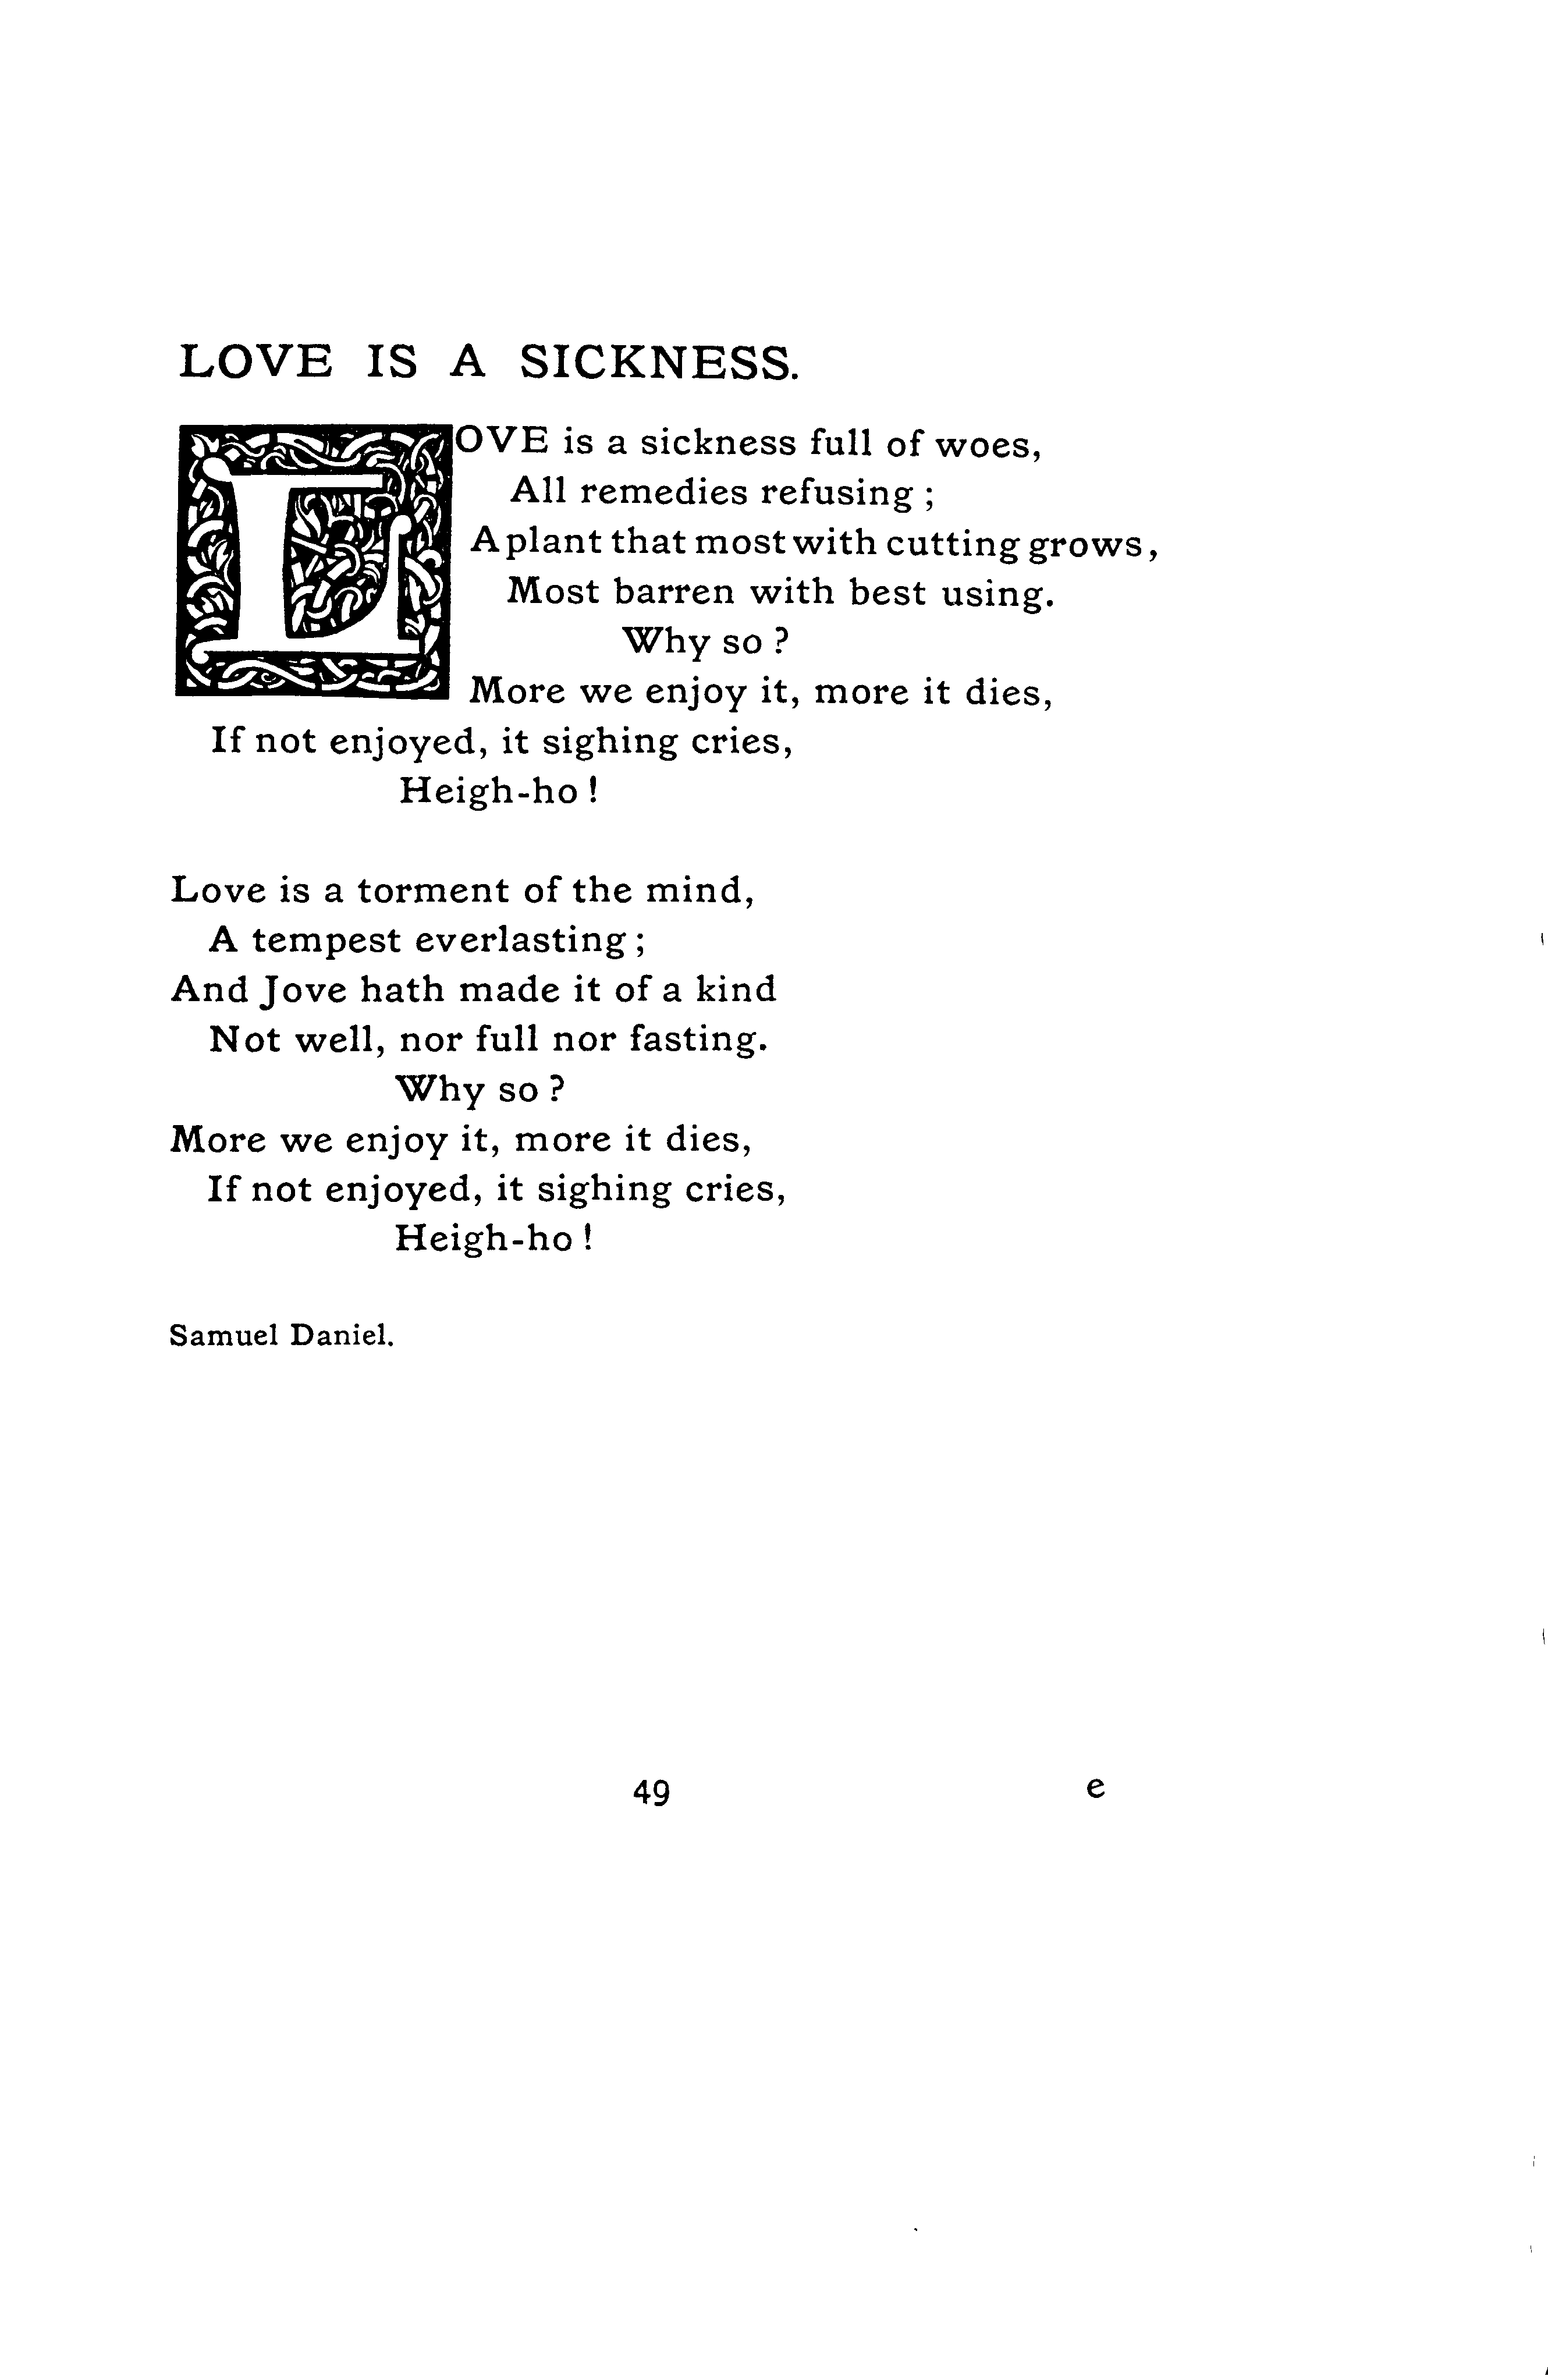 LOVE IS A SICKNESS.
LOVE is a sickness full of woes,
All remedies refusing ;
A plant that most with cutting grows,
Most barren with best using.
Why so ?
More we enjoy it, more it dies,
If not enjoyed, it sighing cries,
Heigh-ho !
Love is a torment of the mind,
A tempest everlasting ;
And Jove hath made it of a kind
Not well, nor full nor fasting.
Why so ?
More we enjoy it, more it dies,
If not enjoyed, it sighing cries,
Heigh-ho !
Samuel Daniel.
49 e